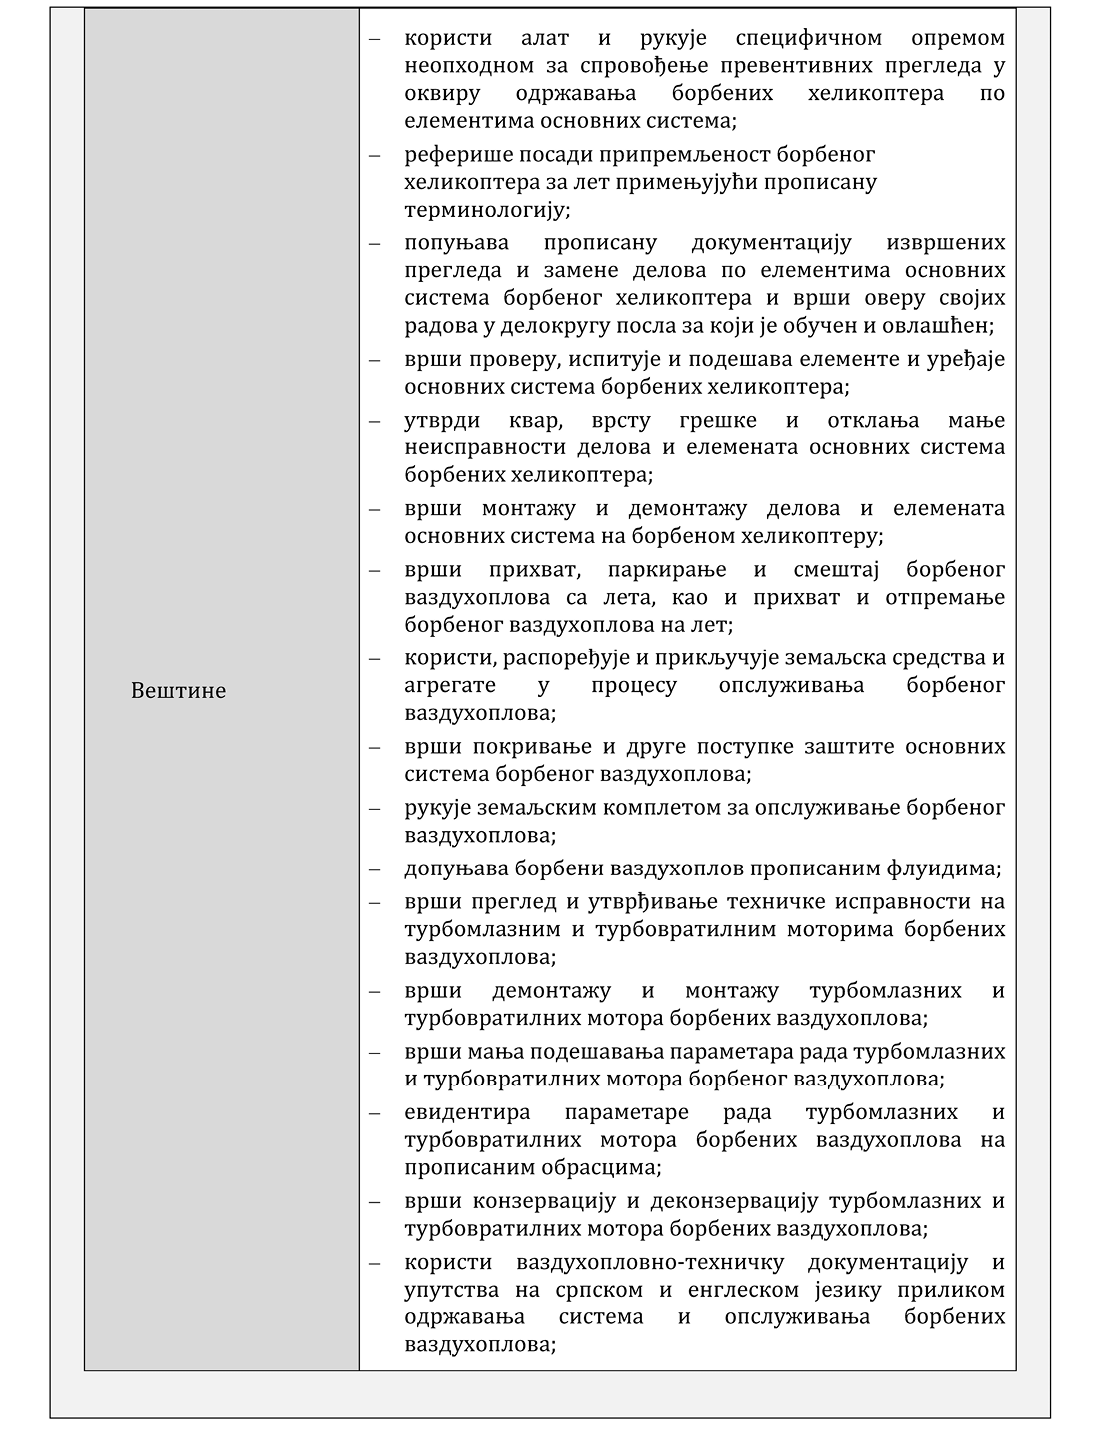 Вештине
– користи алат и рукује специфичном опремом
неопходном за спровођење превентивних прегледа у
оквиру одржавања борбених хеликоптера по
елементима основних система;
– реферише посади припремљеност борбеног
хеликоптера за лет примењујући прописану
терминологију;
– попуњава прописану документацију извршених
прегледа и замене делова по елементима основних
система борбеног хеликоптера и врши оверу својих
радова у делокругу посла за који је обучен и овлашћен;
– врши проверу, испитује и подешава елементе и уређаје
основних система борбених хеликоптера;
– утврди квар, врсту грешке и отклања мање
неисправности делова и елемената основних система
борбених хеликоптера;
– врши монтажу и демонтажу делова и елемената
основних система на борбеном хеликоптеру;
– врши прихват, паркирање и смештај борбеног
ваздухоплова са лета, као и прихват и отпремање
борбеног ваздухоплова на лет;
– користи, распоређује и прикључује земаљска средства и
агрегате у процесу опслуживања борбеног
ваздухоплова;
– врши покривање и друге поступке заштите основних
система борбеног ваздухоплова;
– рукује земаљским комплетом за опслуживање борбеног
ваздухоплова;
– допуњава борбени ваздухоплов прописаним флуидима;
– врши преглед и утврђивање техничке исправности на
турбомлазним и турбовратилним моторима борбених
ваздухоплова;
– врши демонтажу и монтажу турбомлазних и
турбовратилних мотора борбених ваздухоплова;
– врши мања подешавања параметара рада турбомлазних
и турбовратилних мотора борбеног ваздухоплова;
– евидентира параметаре рада турбомлазних и
турбовратилних мотора борбених ваздухоплова на
прописаним обрасцима;
– врши конзервацију и деконзервацију турбомлазних и
турбовратилних мотора борбених ваздухоплова;
– користи ваздухопловно-техничку документацију и
упутства на српском и енглеском језику приликом
одржавања система и опслуживања борбених
ваздухоплова;